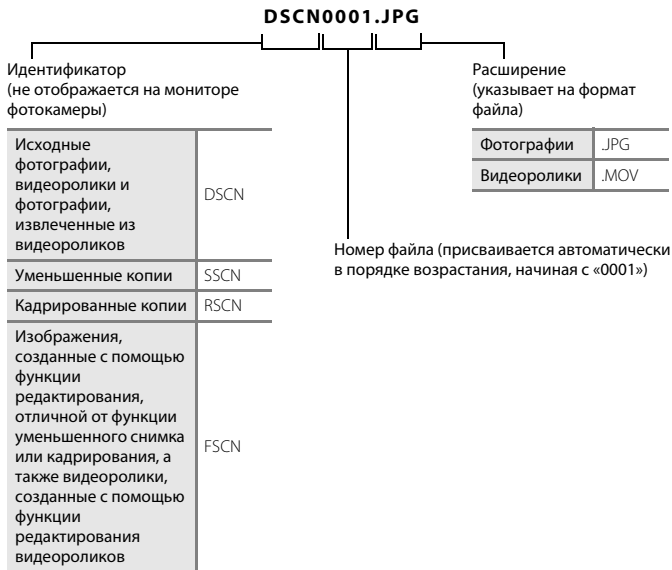 DSCN0001.JPG
Идентификатор
(не отображается на мониторе
фотокамеры)
Исходные
фотографии,
видеоролики и
фотографии,
извлеченные из
видеороликов
DSCN
Уменьшенные копии SSCN
Кадрированные копии RSCN
Изображения,
созданные с помощью
функции
редактирования,
отличной от функции
уменьшенного снимка
или кадрирования, а
также видеоролики,
созданные с помощью
функции
редактирования
видеороликов
FSCN
Расширение
(указывает на формат
файла)
Фотографии .JPG
Видеоролики .MOV
Номер файла (присваивается автоматически
в порядке возрастания, начиная с «0001»)